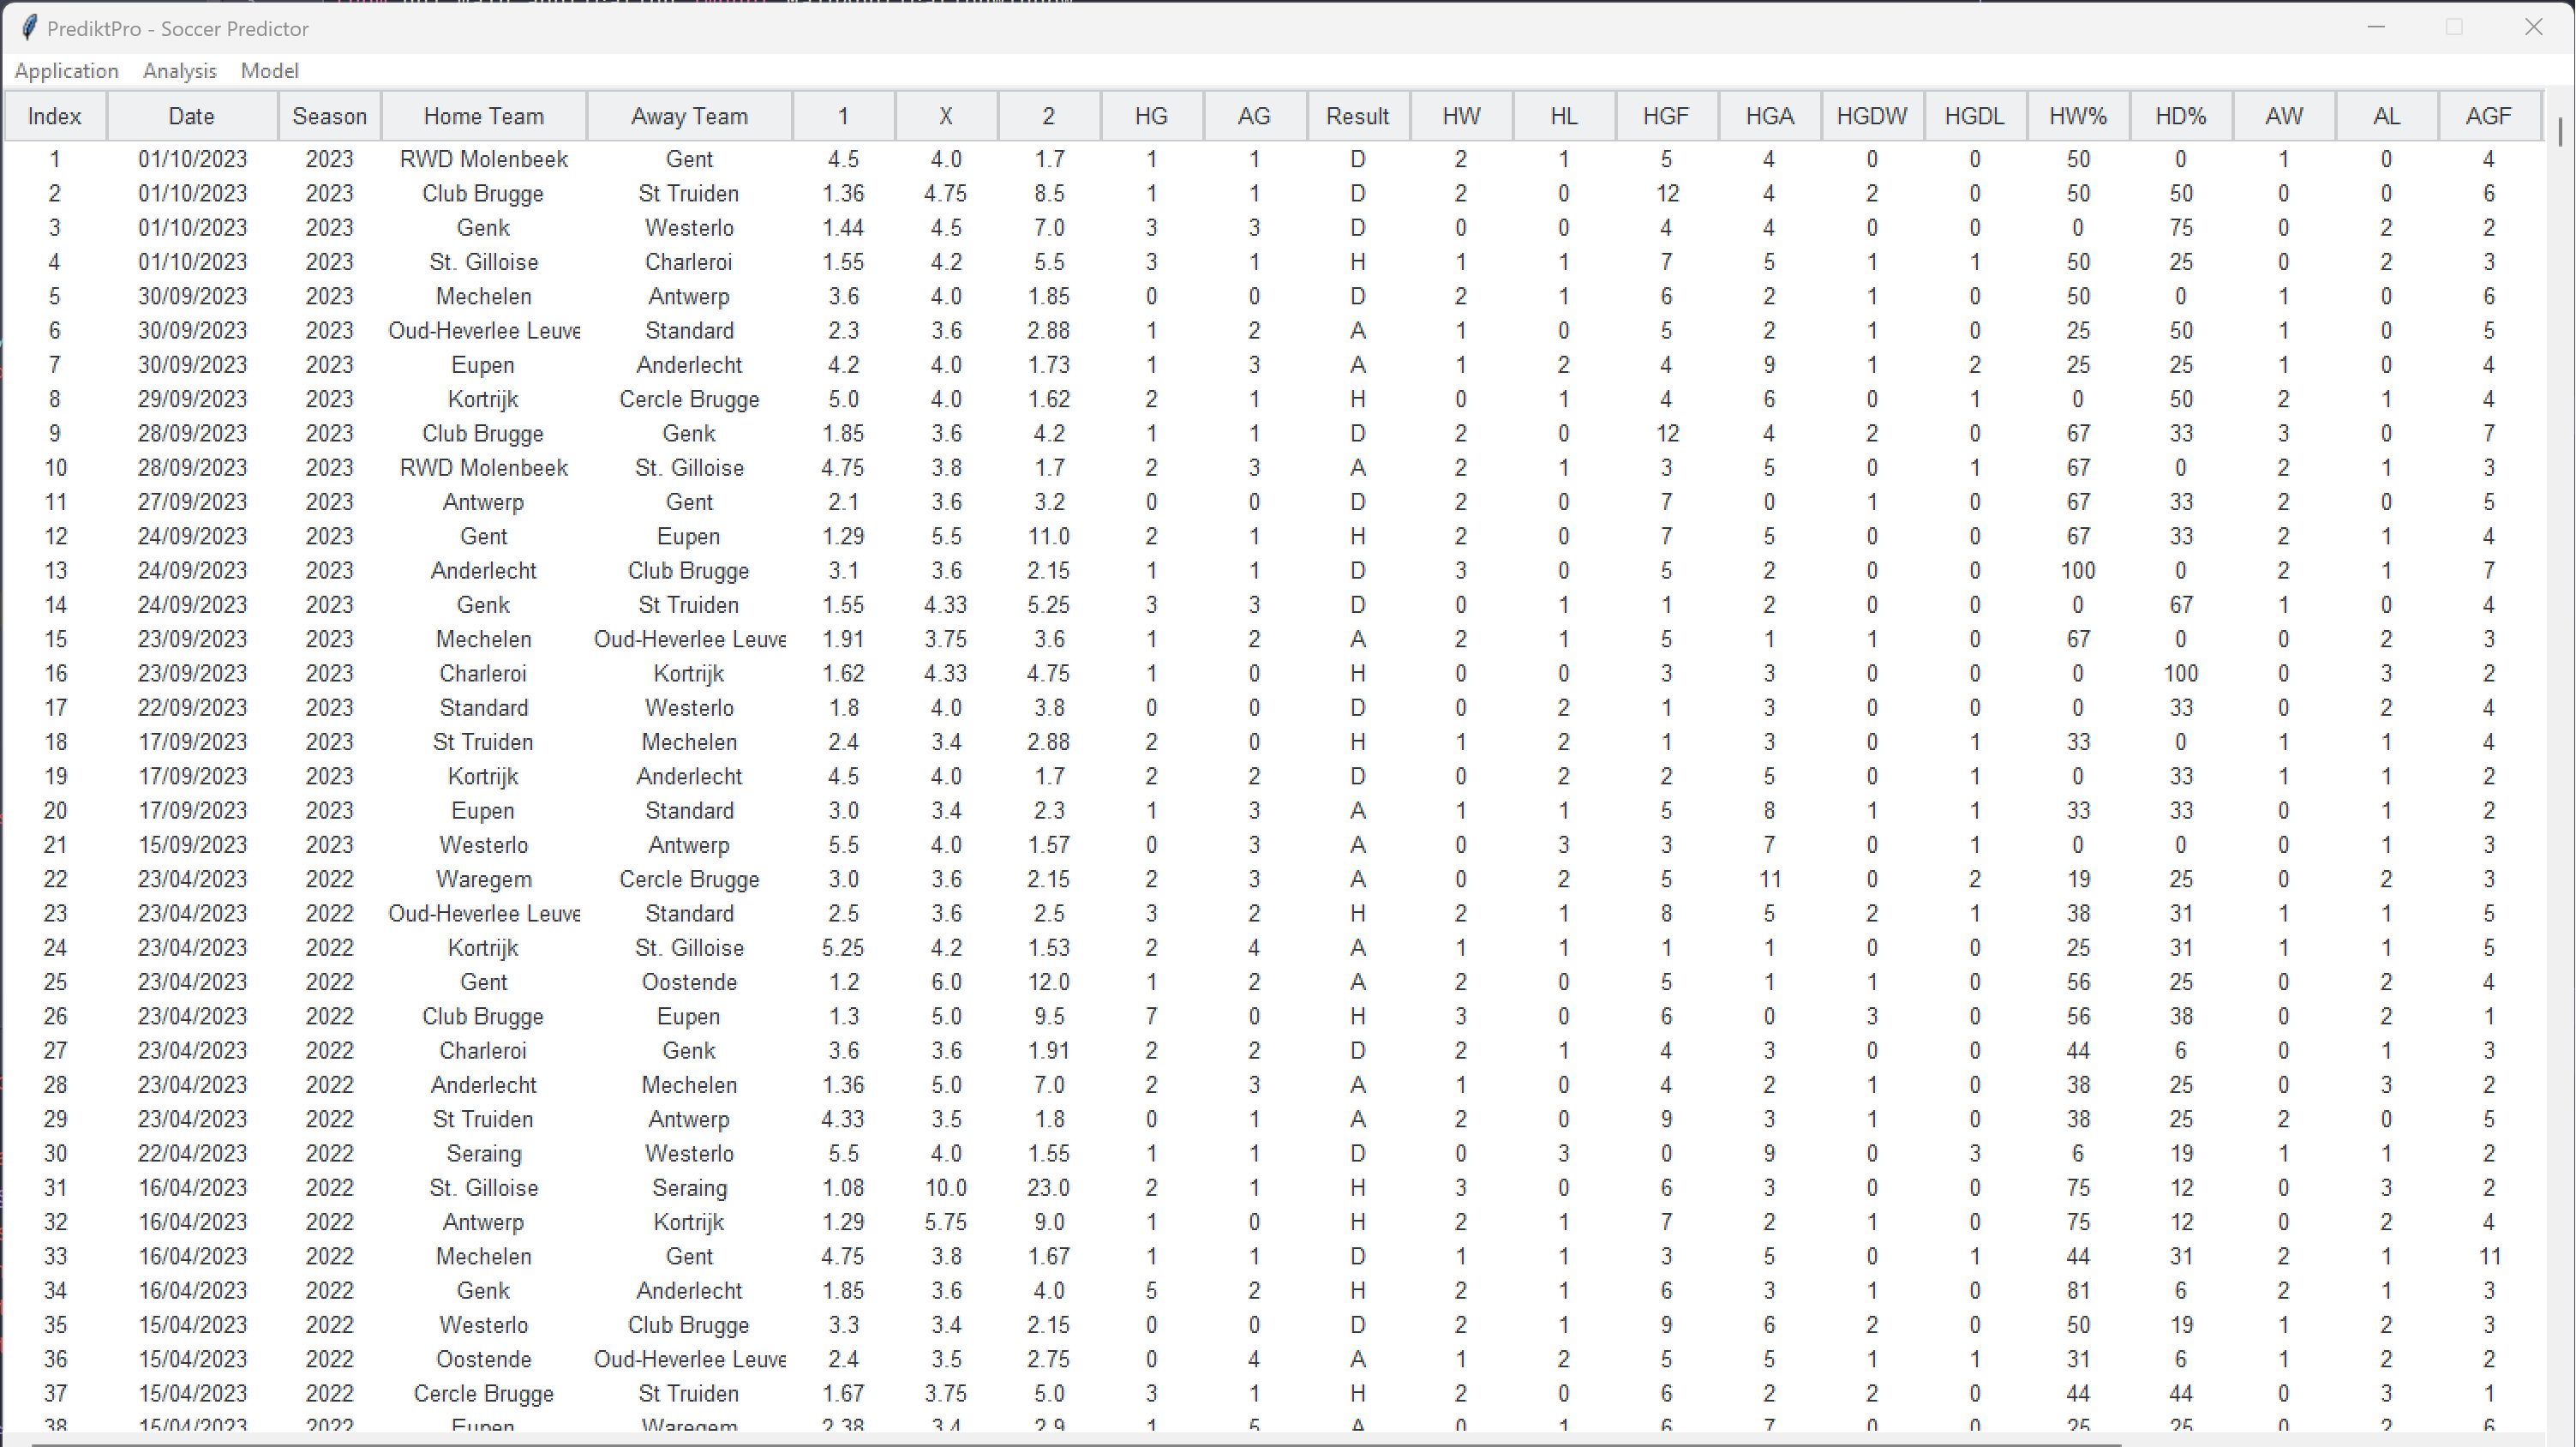 PrediktPro - Soccer Predictor
Application Analysis Model
Index Date Season Home Team Away Team 1 X 2 HG AG Result HW HL HGF HGA HGDW HGDL HW% HD% AW AL AGF
1 01/10/2023 2023 RWD Molenbeek Gent 4.5 4.0 1.7 1 1 D 2 1 5 4 0 0 50 0 1 0 4
2 01/10/2023 2023 Club Brugge St Truiden 1.36 4.75 8.5 1 1 D 2 0 12 4 2 0 50 50 0 0 6
3 01/10/2023 2023 Genk Westerlo 1.44 4.5 7.0 3 3 D 0 0 4 4 0 0 0 75 0 2 2
4 01/10/2023 2023 St. Gilloise Charleroi 1.55 4.2 5.5 3 1 H 1 1 7 5 1 1 50 25 0 2 3
5 30/09/2023 2023 Mechelen Antwerp 3.6 4.0 1.85 0 0 D 2 1 6 2 1 0 50 0 1 0 6
6 30/09/2023 2023 Oud-Heverlee Leuve Standard 2.3 3.6 2.88 1 2 A 1 0 5 2 1 0 25 50 1 0 5
7 30/09/2023 2023 Eupen Anderlecht 4.2 4.0 1.73 1 3 A 1 2 4 9 1 2 25 25 1 0 4
8 29/09/2023 2023 Kortrijk Cercle Brugge 5.0 4.0 1.62 2 1 H 0 1 4 6 0 1 0 50 2 1 4
9 28/09/2023 2023 Club Brugge Genk 1.85 3.6 4.2 1 1 D 2 0 12 4 2 0 67 33 3 0 7
10 28/09/2023 2023 RWD Molenbeek St. Gilloise 4.75 3.8 1.7 2 3 A 2 1 3 5 0 1 67 0 2 1 3
11 27/09/2023 2023 Antwerp Gent 2.1 3.6 3.2 0 0 D 2 0 7 0 1 0 67 33 2 0 5
12 24/09/2023 2023 Gent Eupen 1.29 5.5 11.0 2 1 H 2 0 7 5 0 0 67 33 2 1 4
13 24/09/2023 2023 Anderlecht Club Brugge 3.1 3.6 2.15 1 1 D 3 0 5 2 0 0 100 0 2 1 7
14 24/09/2023 2023 Genk St Truiden 1.55 4.33 5.25 3 3 D 0 1 1 2 0 0 0 67 1 0 4
15 23/09/2023 2023 Mechelen Oud-Heverlee Leuve 1.91 3.75 3.6 1 2 A 2 1 5 1 1 0 67 0 0 2 3
16 23/09/2023 2023 Charleroi Kortrijk 1.62 4.33 4.75 1 0 H 0 0 3 3 0 0 0 100 0 3 2
17 22/09/2023 2023 Standard Westerlo 1.8 4.0 3.8 0 0 D 0 2 1 3 0 0 0 33 0 2 4
18 17/09/2023 2023 St Truiden Mechelen 2.4 3.4 2.88 2 0 H 1 2 1 3 0 1 33 0 1 1 4
19 17/09/2023 2023 Kortrijk Anderlecht 4.5 4.0 1.7 2 2 D 0 2 2 5 0 1 0 33 1 1 2
20 17/09/2023 2023 Eupen Standard 3.0 3.4 2.3 1 3 A 1 1 5 8 1 1 33 33 0 1 2
21 15/09/2023 2023 Westerlo Antwerp 5.5 4.0 1.57 0 3 A 0 3 3 7 0 1 0 0 0 1 3
22 23/04/2023 2022 Waregem Cercle Brugge 3.0 3.6 2.15 2 3 A 0 2 5 11 0 2 19 25 0 2 3
23 23/04/2023 2022 Oud-Heverlee Leuve Standard 2.5 3.6 2.5 3 2 H 2 1 8 5 2 1 38 31 1 1 5
24 23/04/2023 2022 Kortrijk St. Gilloise 5.25 4.2 1.53 2 4 A 1 1 1 1 0 0 25 31 1 1 5
25 23/04/2023 2022 Gent Oostende 1.2 6.0 12.0 1 2 A 2 0 5 1 1 0 56 25 0 2 4
26 23/04/2023 2022 Club Brugge Eupen 1.3 5.0 9.5 7 0 H 3 0 6 0 3 0 56 38 0 2 1
27 23/04/2023 2022 Charleroi Genk 3.6 3.6 1.91 2 2 D 2 1 4 3 0 0 44 6 0 1 3
28 23/04/2023 2022 Anderlecht Mechelen 1.36 5.0 7.0 2 3 A 1 0 4 2 1 0 38 25 0 3 2
29 23/04/2023 2022 St Truiden Antwerp 4.33 3.5 1.8 0 1 A 2 0 9 3 1 0 38 25 2 0 5
30 22/04/2023 2022 Seraing Westerlo 5.5 4.0 1.55 1 1 D 0 3 0 9 0 3 6 19 1 1 2
31 16/04/2023 2022 St. Gilloise Seraing 1.08 10.0 23.0 2 1 H 3 0 6 3 0 0 75 12 0 3 2
32 16/04/2023 2022 Antwerp Kortrijk 1.29 5.75 9.0 1 0 H 2 1 7 2 1 0 75 12 0 2 4
33 16/04/2023 2022 Mechelen Gent 4.75 3.8 1.67 1 1 D 1 1 3 5 0 1 44 31 2 1 11
34 16/04/2023 2022 Genk Anderlecht 1.85 3.6 4.0 5 2 H 2 1 6 3 1 0 81 6 2 1 3
35 15/04/2023 2022 Westerlo Club Brugge 3.3 3.4 2.15 0 0 D 2 1 9 6 2 0 50 19 1 2 3
36 15/04/2023 2022 Oostende Oud-Heverlee Leuve 2.4 3.5 2.75 0 4 A 1 2 5 5 1 1 31 6 1 2 2
37 15/04/2023 2022 Cercle Brugge St Truiden 1.67 3.75 5.0 3 1 H 2 0 6 2 2 0 44 44 0 3 1
38 15/04/2023 2022 Eupen Waregem 2.38 3.4 2.9 1 5 A 0 1 6 7 0 0 25 25 0 2 6